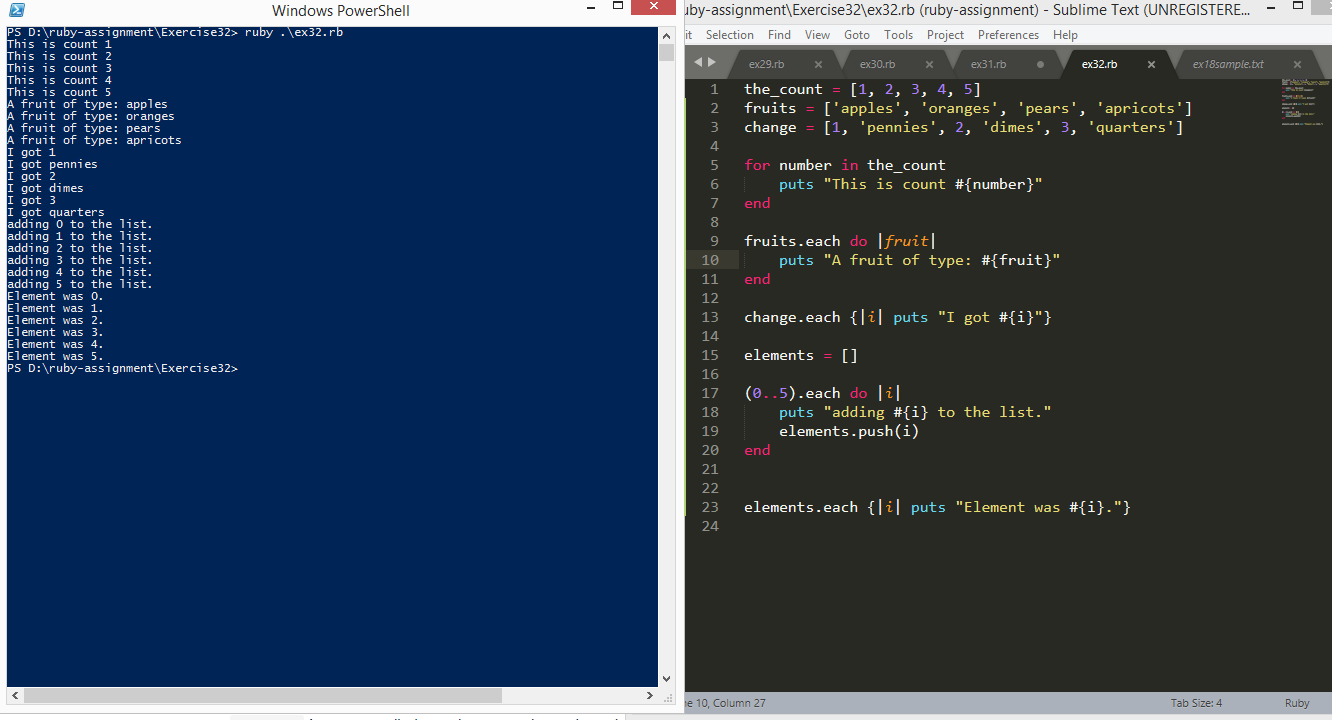 Windows PowerShell
PS D:\ruby-assignment\Exercise32> ruby .\ex32.rb
This is count 1
This is count 2
This is count 3
This is count 4
This is count 5
A fruit of type: apples
A fruit of type: oranges
A fruit of type: pears
A fruit of type: apricots
I got 1
I got pennies
I got 2
I got dimes
I got 3
I got quarters
adding 0 to the list.
adding 1 to the list.
adding 2 to the list.
adding 3 to the list.
adding 4 to the list.
adding 5 to the list.
Element was 0.
Element was 1.
Element was 2.
Element was 3.
Element was 4.
Element was 5.
PS D:\ruby-assignment\Exercise32>
ruby-assignment\Exercise32\ex32.rb (ruby-assignment) - Sublime Text (UNREGISTERE...
it Selection Find View Goto Tools Project Preferences Help
ex29.rb ex30.rb ex31.rb ex32.rb ex18sample.txt
1 the_count = [1, 2, 3, 4, 5]
2 fruits = ['apples', 'oranges', 'pears', 'apricots']
3 change = [1, 'pennies', 2, 'dimes', 3, 'quarters']
4
5 for number in the_count
6     puts "This is count #{number}"
7 end
8
9 fruits.each do |fruit|
10     puts "A fruit of type: #{fruit}"
11 end
12
13 change.each {|i| puts "I got #{i}"}
14
15 elements = []
16
17 (0..5).each do |i|
18     puts "adding #{i} to the list."
19     elements.push(i)
20 end
21
22
23 elements.each {|i| puts "Element was #{i}."}
24
e 10, Column 27 Tab Size: 4 Ruby